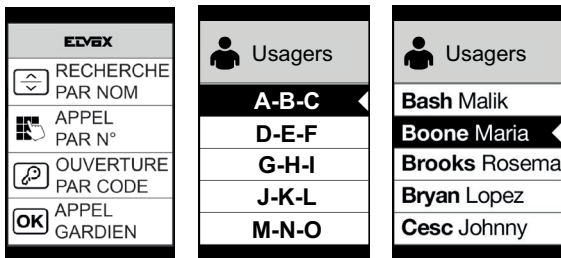 ELVOX
RECHERCHE
PAR NOM
APPEL
PAR N°
OUVERTURE
PAR CODE
OK
APPEL
GARDIEN
Usagers
A-B-C
D-E-F
G-H-I
J-K-L
M-N-O
Usagers
Bash Malik
Boone Maria
Brooks Rosema
Bryan Lopez
Cesc Johnny